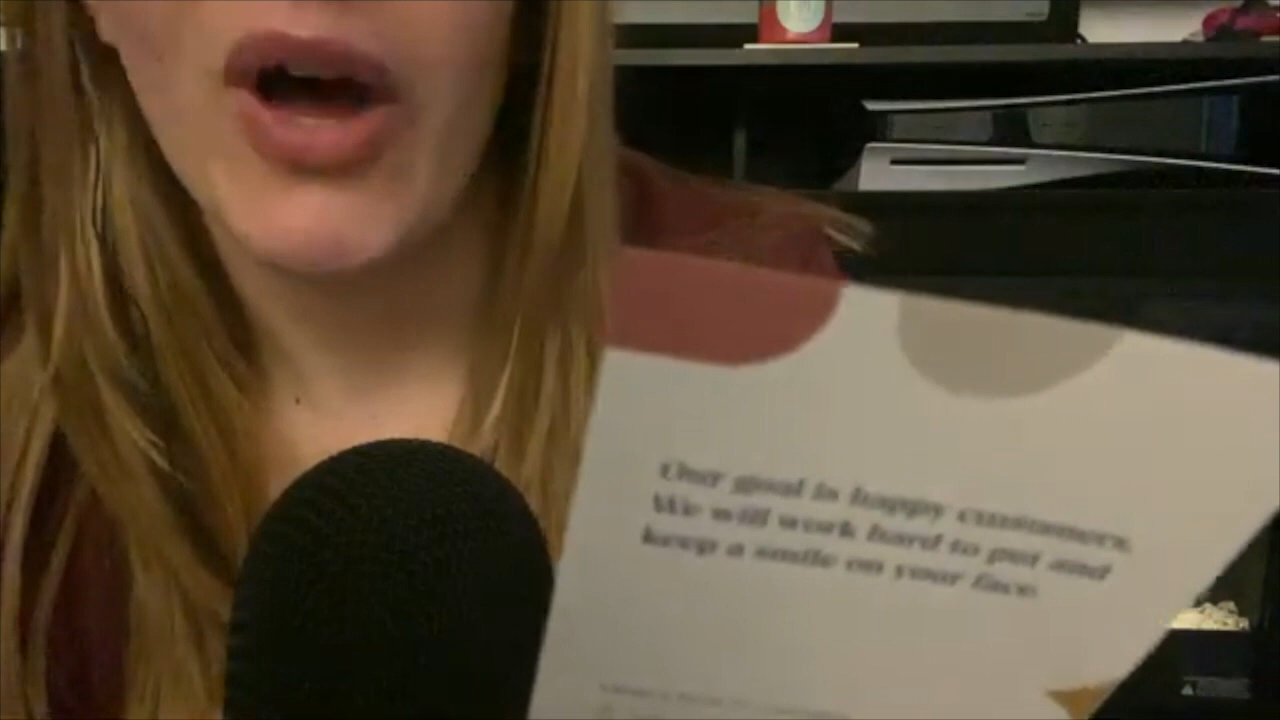 Our goal is happy customers.
We will work hard to put and
keep a smile on your face.